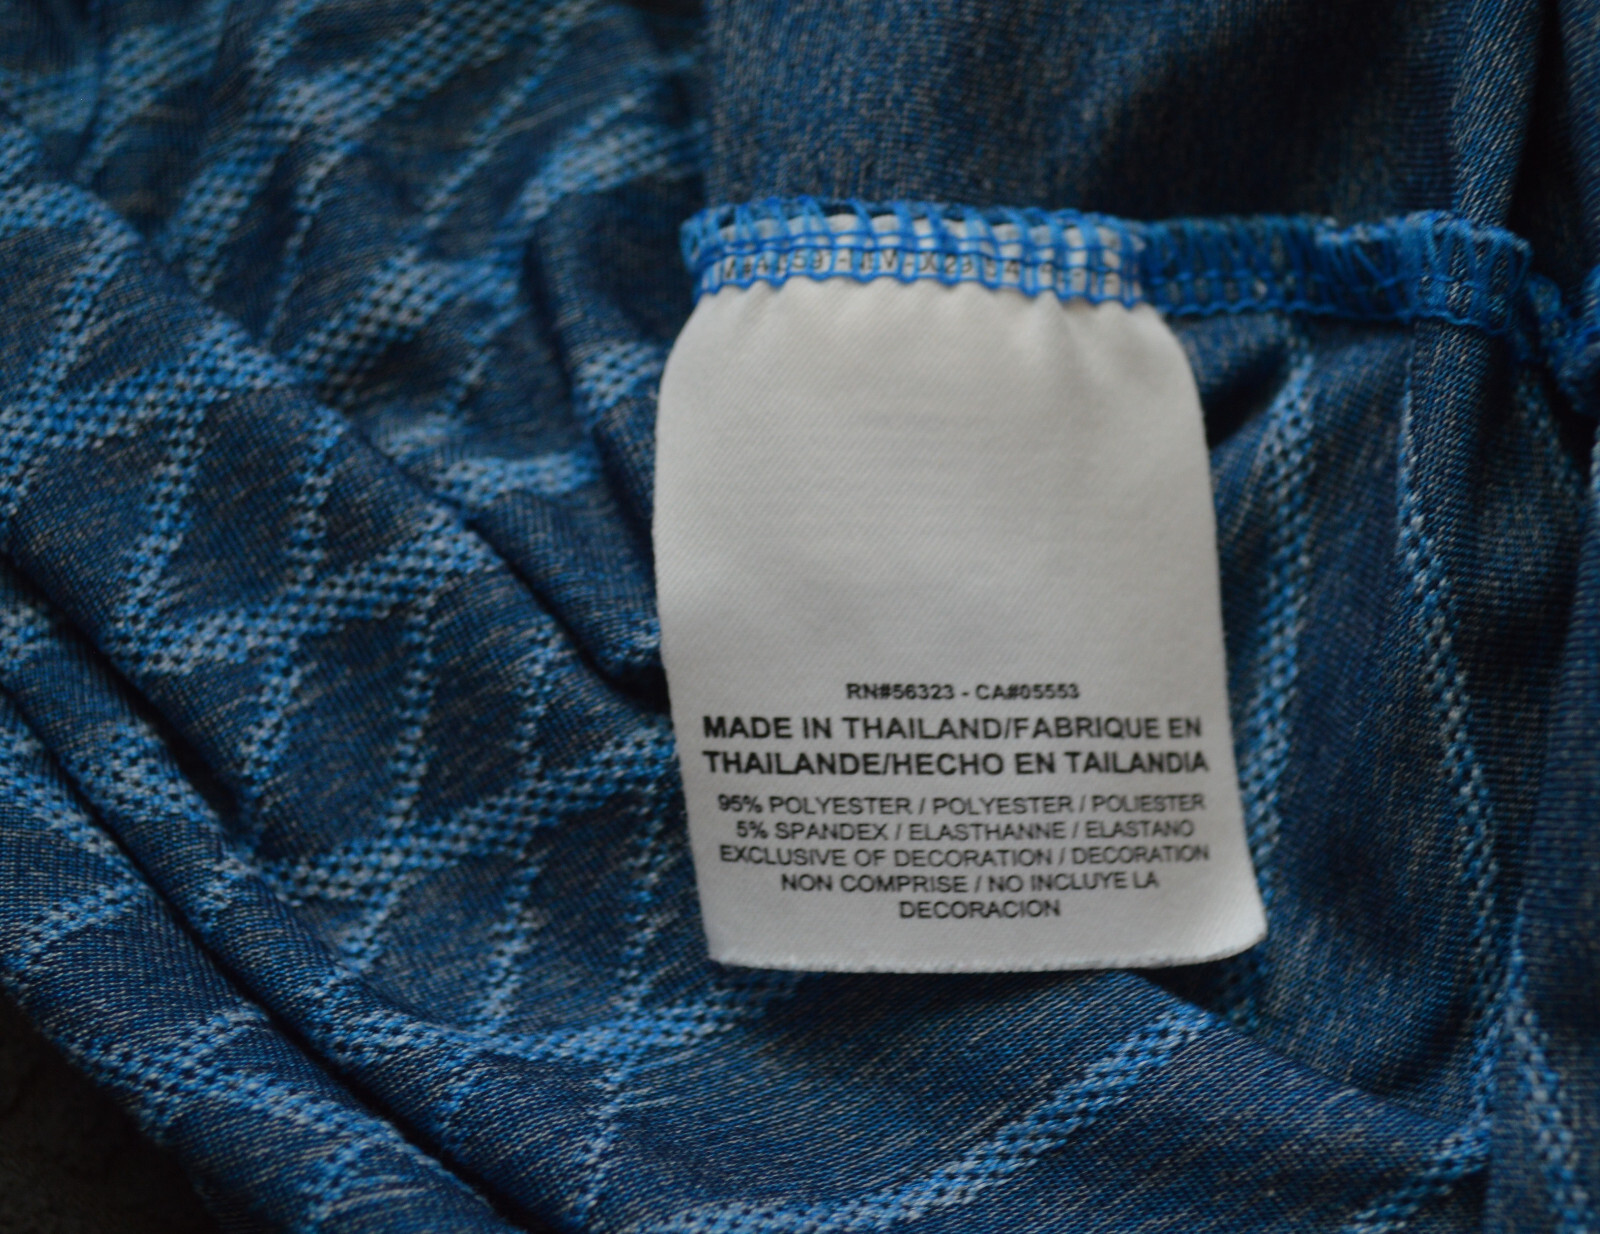 RN#56323 - CA#05553
MADE IN THAILAND/FABRIQUE EN
THAILANDE/HECHO EN TAILANDIA
95% POLYESTER / POLYESTER / POLIESTER
5% SPANDEX / ELASTHANNE / ELASTANO
EXCLUSIVE OF DECORATION / DECORATION
NON COMPRISE / NO INCLUYE LA
DECORACION